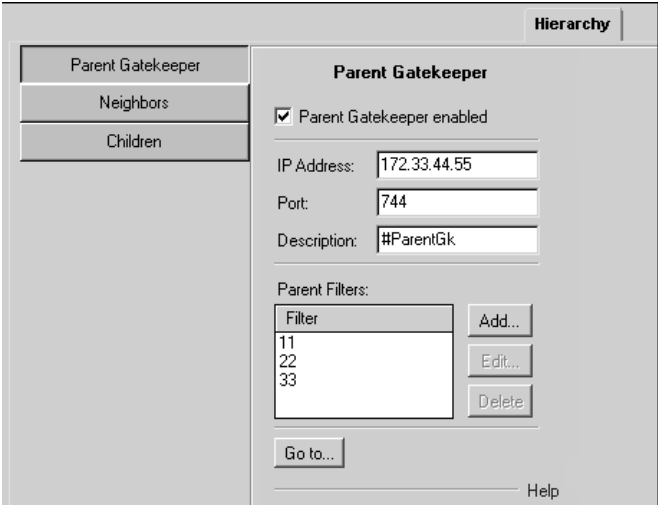 Hierarchy
Parent Gatekeeper
Neighbors
Children
Parent Gatekeeper
Parent Gatekeeper enabled
IP Address: 172.33.44.55
Port: 744
Description: #ParentGk
Parent Filters:
Filter
11
22
33
Add...
Edit...
Delete
Go to...
Help